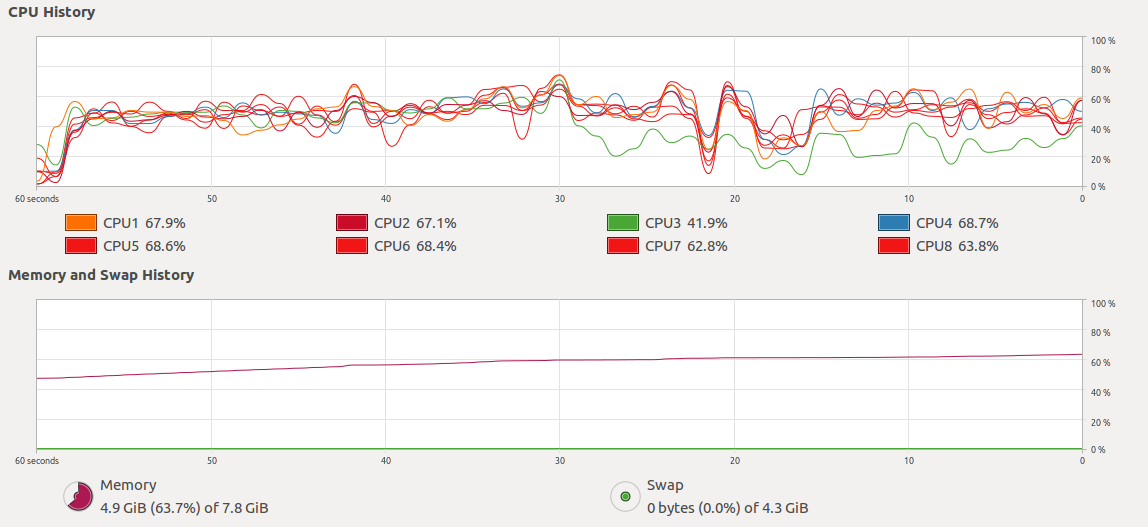 CPU History
100 %
80 %
60 %
40 %
20 %
0 %
60 seconds 50 40 30 20 10 0
CPU1 67.9% CPU2 67.1% CPU3 41.9% CPU4 68.7%
CPU5 68.6% CPU6 68.4% CPU7 62.8% CPU8 63.8%
Memory and Swap History
100 %
80 %
60 %
40 %
20 %
0 %
60 seconds 50 40 30 20 10 0
Memory Swap
4.9 GiB (63.7%) of 7.8 GiB 0 bytes (0.0%) of 4.3 GiB